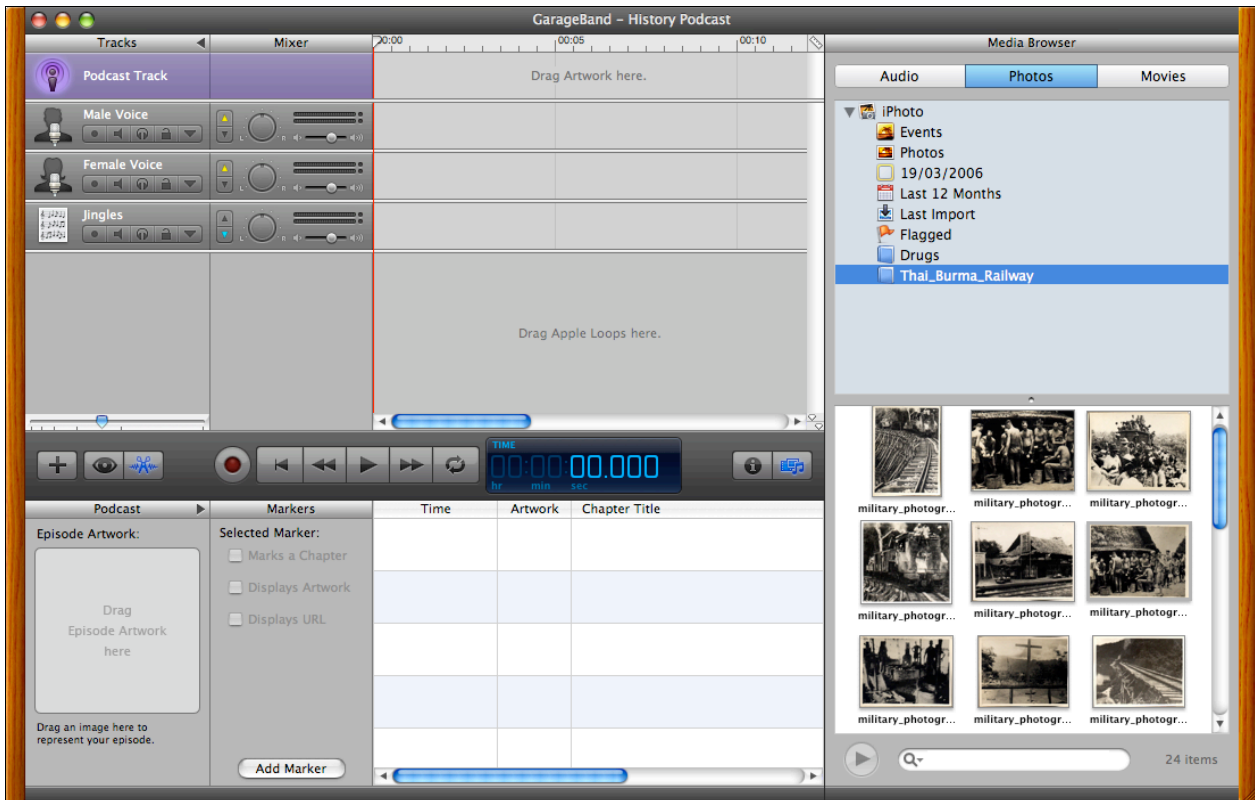 GarageBand – History Podcast
Tracks
Mixer
00:00
00:05
00:10
Podcast Track
Drag Artwork here.
Male Voice
L R
Female Voice
L R
Jingles
L R
Drag Apple Loops here.
TIME
00:00:00.000
hr min sec
Podcast
Episode Artwork:
Drag
Episode Artwork
here
Drag an image here to
represent your episode.
Markers
Selected Marker:
Marks a Chapter
Displays Artwork
Displays URL
Add Marker
Time
Artwork
Chapter Title
Media Browser
Audio
Photos
Movies
iPhoto
Events
Photos
19/03/2006
Last 12 Months
Last Import
Flagged
Drugs
Thai_Burma_Railway
military_photogr... military_photogr... military_photogr...
military_photogr... military_photogr... military_photogr...
military_photogr... military_photogr... military_photogr...
24 items